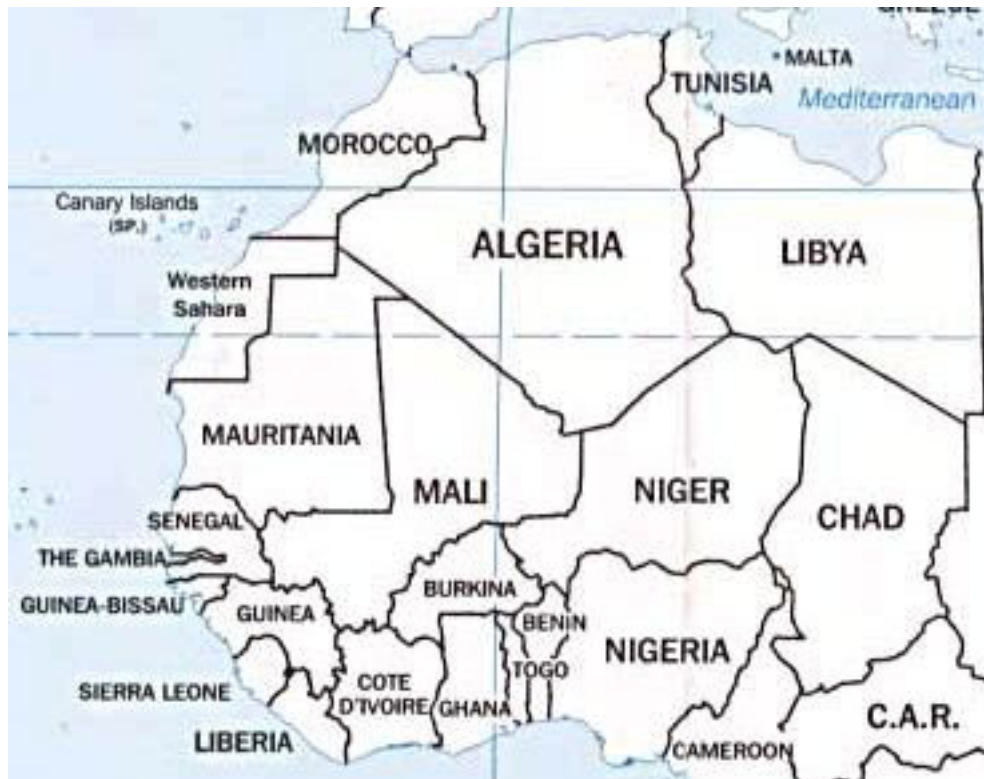 GREECE
MALTA
TUNISIA
Mediterranean
MOROCCO
Canary Islands
(SP.)
ALGERIA
LIBYA
Western
Sahara
MAURITANIA
MALI
NIGER
CHAD
SENEGAL
THE GAMBIA
BURKINA
GUINEA-BISSAU
GUINEA
BENIN
NIGERIA
TOGO
SIERRA LEONE
COTE
D'IVOIRE
GHANA
C.A.R.
LIBERIA
CAMEROON